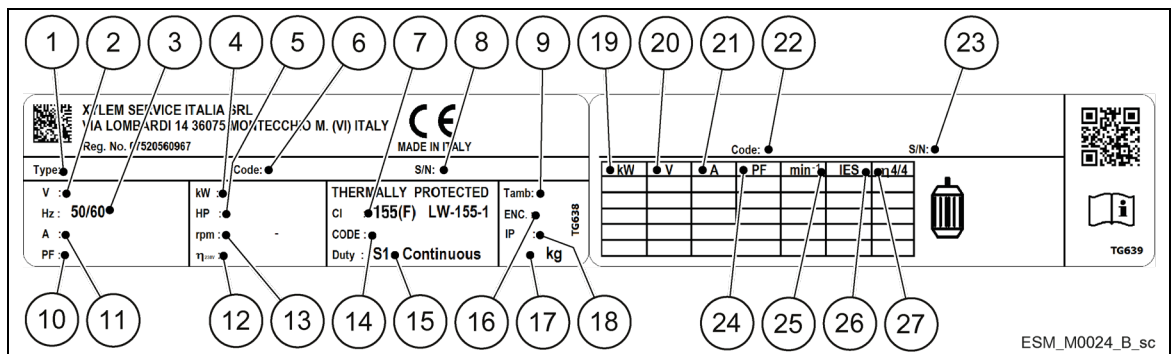 1 2 3 4 5 6 7 8 9 19 20 21 22 23
XYLEM SERVICE ITALIA SRL
VIA LOMBARDI 14 36075 MONTECCHIO M. (VI) ITALY
Reg. No. 07520560967
CE
MADE IN ITALY
Type: Code: S/N:
V : kW : THERMALLY PROTECTED Tamb:
Hz : 50/60 HP : Cl : 155(F) LW-155-1 ENC.
A : rpm : - CODE : IP :
PF : η 230V : Duty : S1 Continuous kg
TG638
Code: S/N:
kW V A PF min-1 IES η4/4
i
TG639
10 11 12 13 14 15 16 17 18 24 25 26 27
ESM_M0024_B_sc